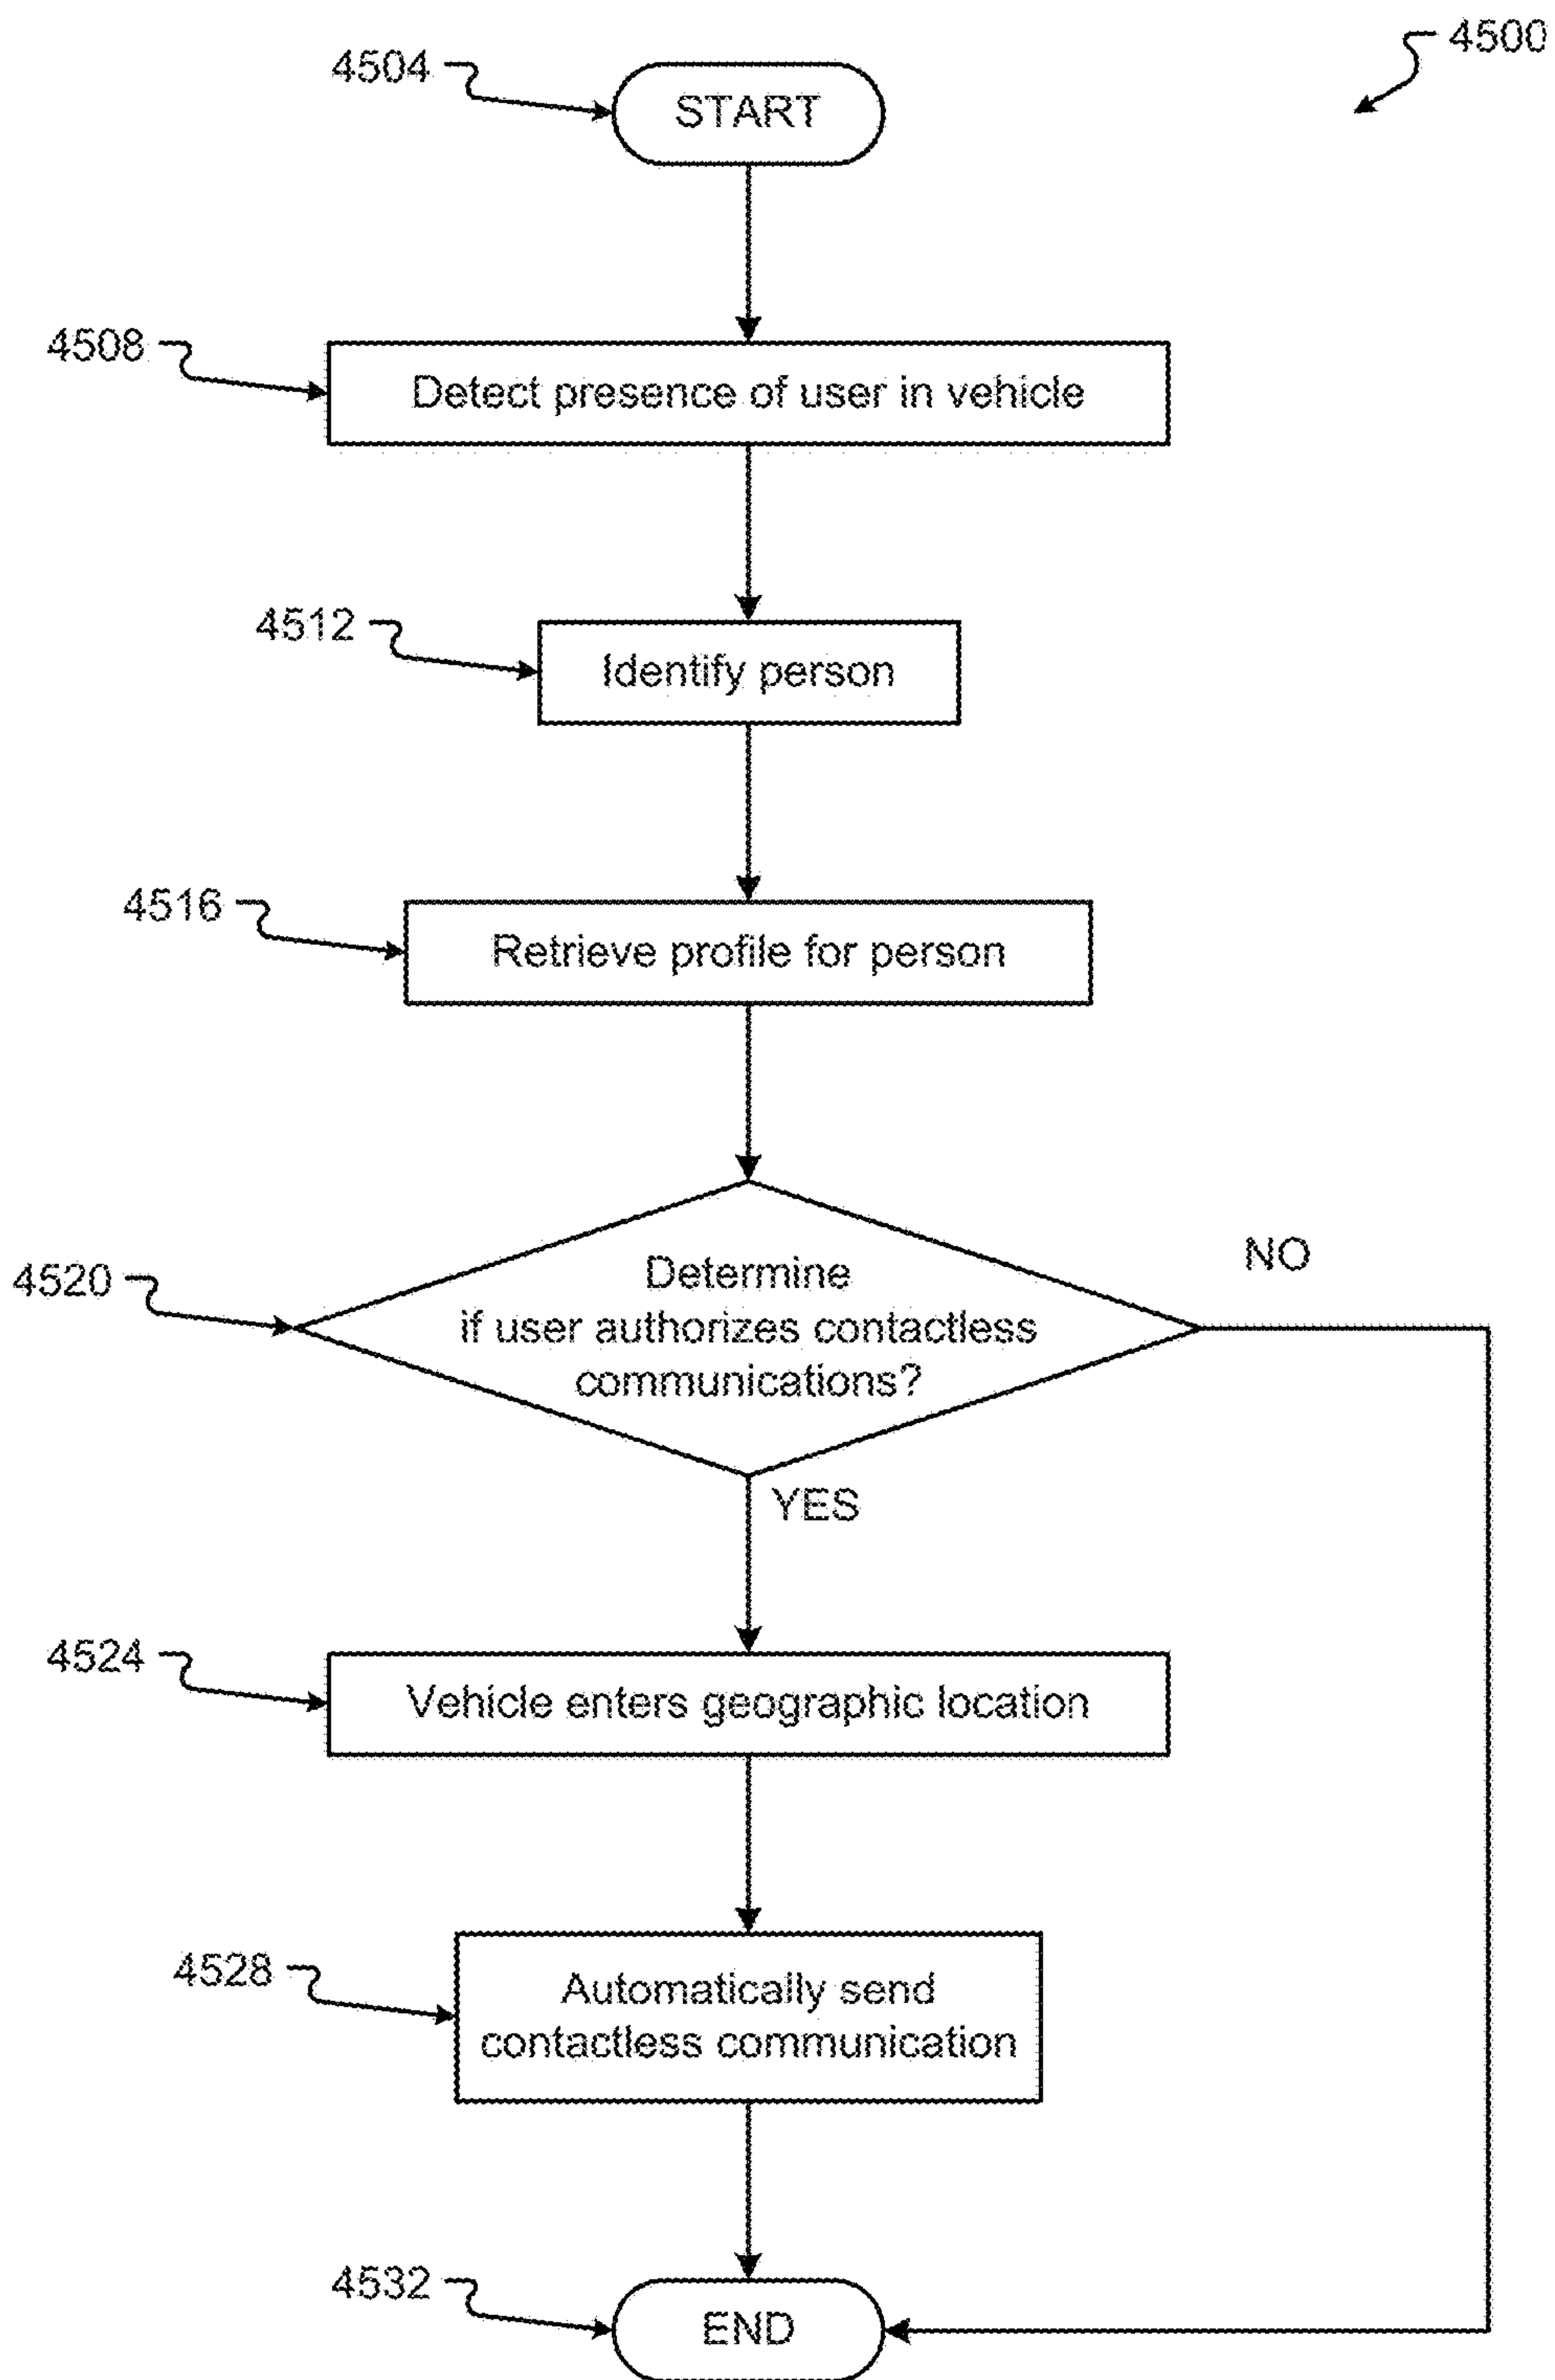 4500
4504
START
4508
Detect presence of user in vehicle
4512
Identify person
4516
Retrieve profile for person
4520
Determine
if user authorizes contactless
communications?
NO
YES
4524
Vehicle enters geographic location
4528
Automatically send
contactless communication
4532
END